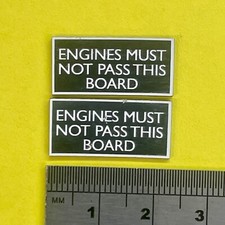 ENGINES MUST
NOT PASS THIS
BOARD
ENGINES MUST
NOT PASS THIS
BOARD
MM
1 2 3